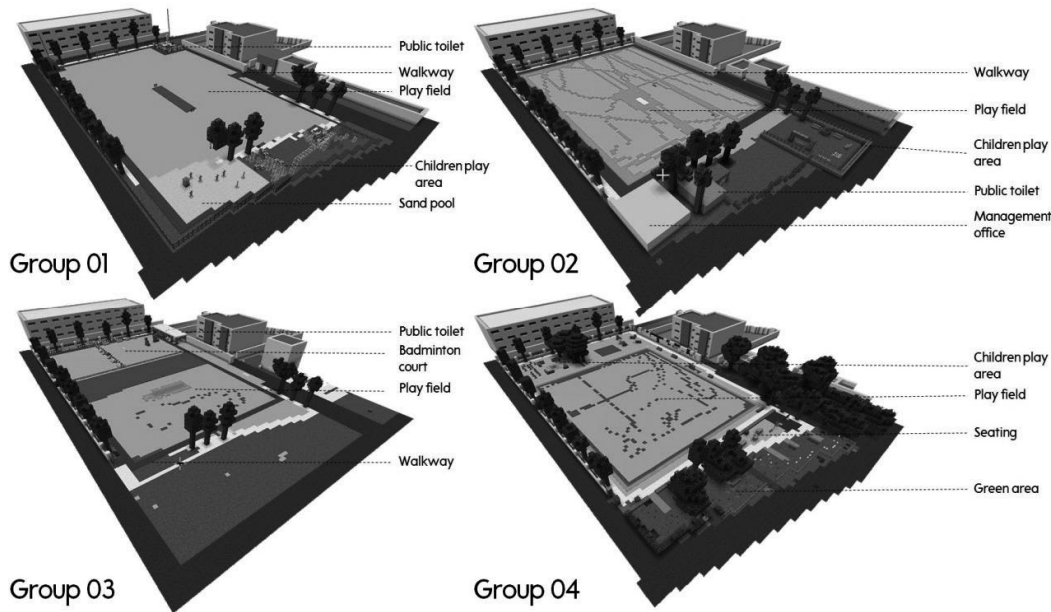 Public toilet
Walkway
Play field
Children play
area
Sand pool
Group 01
Walkway
Play field
Children play
area
Public toilet
Management
office
Group 02
Public toilet
Badminton
court
Play field
Walkway
Group 03
Children play
area
Play field
Seating
Green area
Group 04